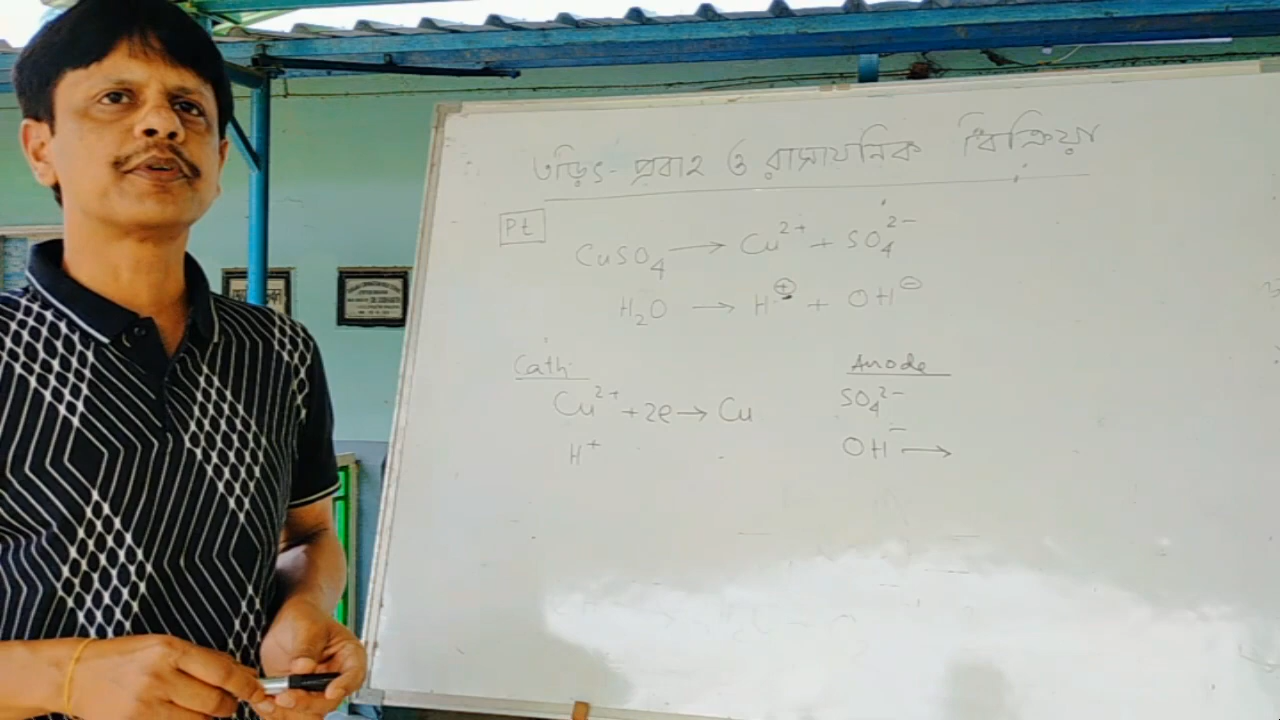 তড়িৎ-প্রবাহ ও রাসায়নিক বিক্রিয়া
Pt
CuSO₄ → Cu²⁺ + SO₄²⁻
H₂O → H⊕ + OH⊖
Cath. Anode
Cu²⁺ + 2e → Cu SO₄²⁻
H⁺ OH⁻ →